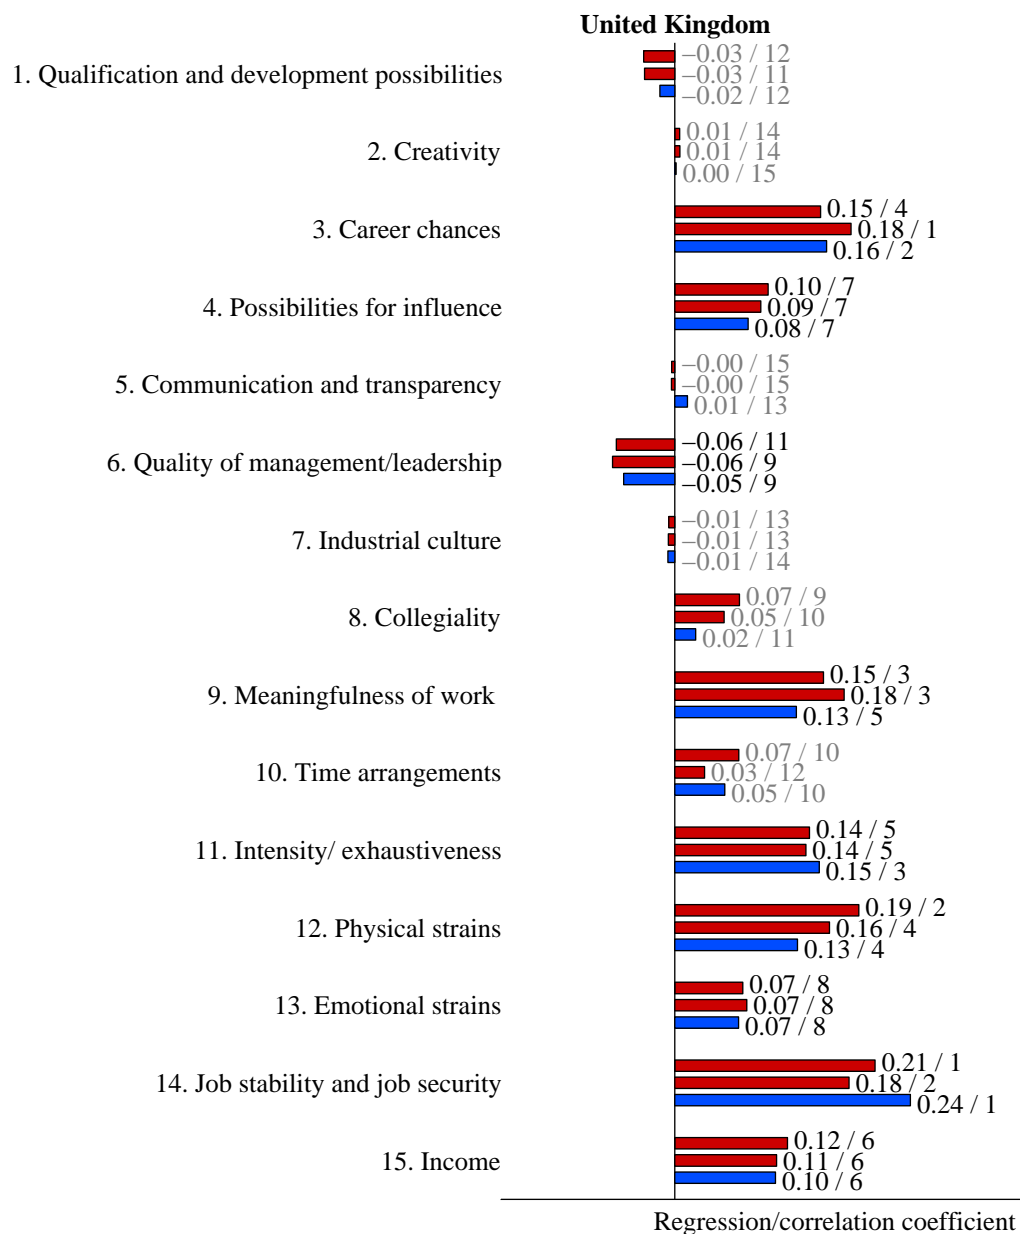 United Kingdom
1. Qualification and development possibilities
–0.03 / 12
–0.03 / 11
–0.02 / 12
2. Creativity
0.01 / 14
0.01 / 14
0.00 / 15
3. Career chances
0.15 / 4
0.18 / 1
0.16 / 2
4. Possibilities for influence
0.10 / 7
0.09 / 7
0.08 / 7
5. Communication and transparency
–0.00 / 15
–0.00 / 15
0.01 / 13
6. Quality of management/leadership
–0.06 / 11
–0.06 / 9
–0.05 / 9
7. Industrial culture
–0.01 / 13
–0.01 / 13
–0.01 / 14
8. Collegiality
0.07 / 9
0.05 / 10
0.02 / 11
9. Meaningfulness of work
0.15 / 3
0.18 / 3
0.13 / 5
10. Time arrangements
0.07 / 10
0.03 / 12
0.05 / 10
11. Intensity/ exhaustiveness
0.14 / 5
0.14 / 5
0.15 / 3
12. Physical strains
0.19 / 2
0.16 / 4
0.13 / 4
13. Emotional strains
0.07 / 8
0.07 / 8
0.07 / 8
14. Job stability and job security
0.21 / 1
0.18 / 2
0.24 / 1
15. Income
0.12 / 6
0.11 / 6
0.10 / 6
Regression/correlation coefficient